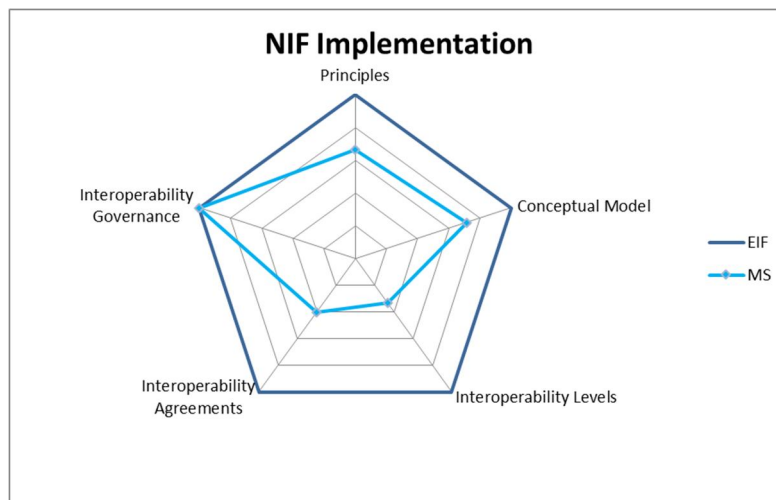 NIF Implementation
Principles
Interoperability
Governance
Conceptual Model
EIF
MS
Interoperability
Agreements
Interoperability Levels